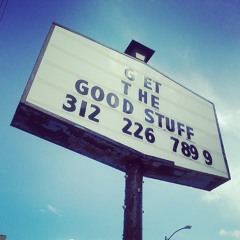 GET
THE
GOOD STUFF
312 226 7899